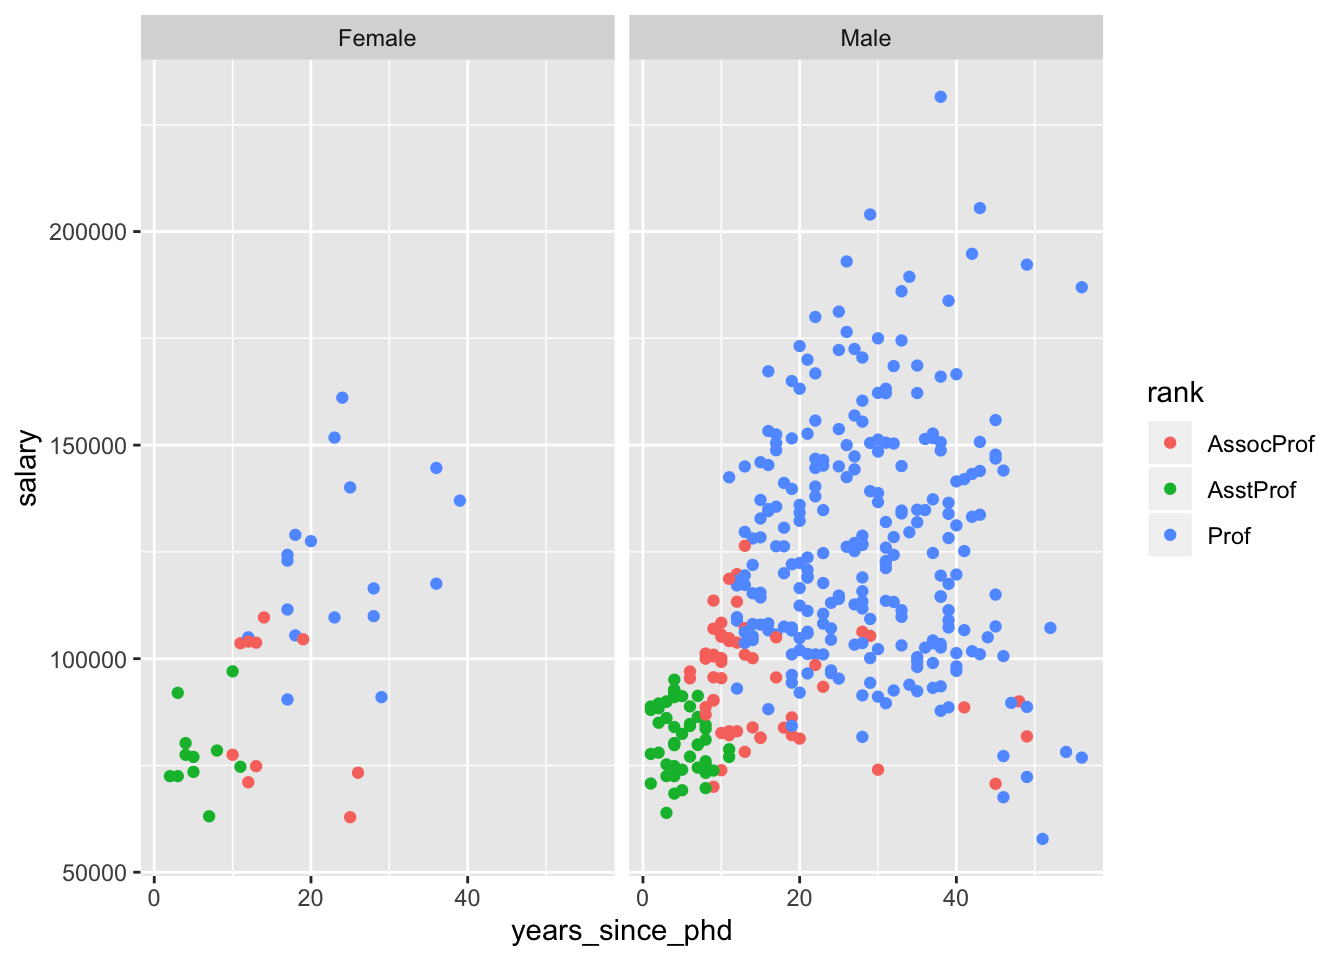 Female Male
200000
150000
100000
50000
0 20 40 0 20 40
years_since_phd
salary
rank
AssocProf
AsstProf
Prof